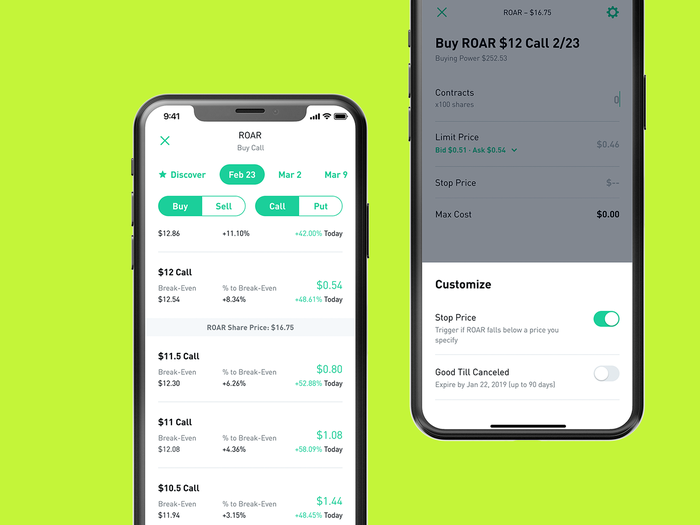 9:41
ROAR
Buy Call
Discover Feb 23 Mar 2 Mar 9
Buy Sell Call Put
$12.86 +11.10% +42.00% Today
$12 Call
Break-Even % to Break-Even $0.54
$12.54 +8.34% +48.61% Today
ROAR Share Price: $16.75
$11.5 Call
Break-Even % to Break-Even $0.80
$12.30 +6.26% +52.88% Today
$11 Call
Break-Even % to Break-Even $1.08
$12.08 +4.36% +58.09% Today
$10.5 Call
Break-Even % to Break-Even $1.44
$11.94 +3.15% +48.45% Today
ROAR – $16.75
Buy ROAR $12 Call 2/23
Buying Power $252.53
Contracts
x100 shares
0
Limit Price
Bid $0.51 · Ask $0.54
$0.46
Stop Price $--
Max Cost $0.00
Customize
Stop Price
Trigger if ROAR falls below a price you
specify
Good Till Canceled
Expire by Jan 22, 2019 (up to 90 days)